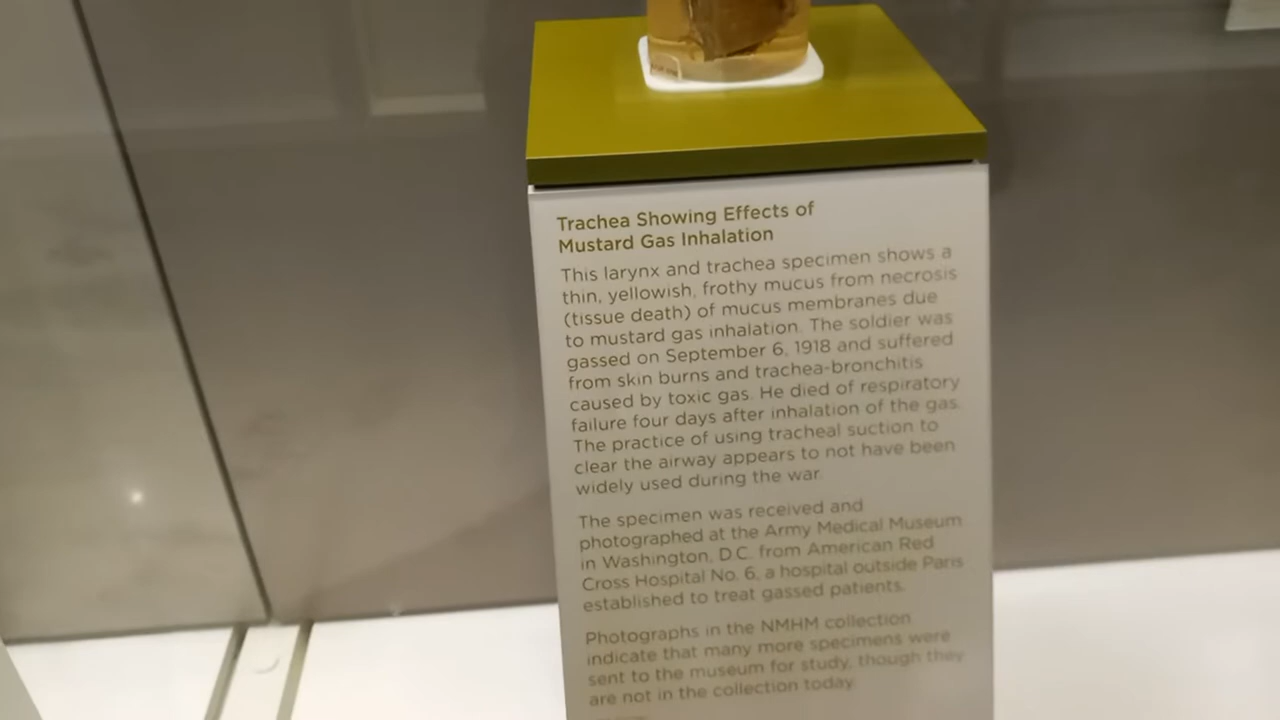 Trachea Showing Effects of
Mustard Gas Inhalation
This larynx and trachea specimen shows a
thin, yellowish, frothy mucus from necrosis
(tissue death) of mucus membranes due
to mustard gas inhalation. The soldier was
gassed on September 6, 1918 and suffered
from skin burns and trachea-bronchitis
caused by toxic gas. He died of respiratory
failure four days after inhalation of the gas.
The practice of using tracheal suction to
clear the airway appears to not have been
widely used during the war.
The specimen was received and
photographed at the Army Medical Museum
in Washington, D.C. from American Red
Cross Hospital No. 6, a hospital outside Paris
established to treat gassed patients.
Photographs in the NMHM collection
indicate that many more specimens were
sent to the museum for study, though they
are not in the collection today.